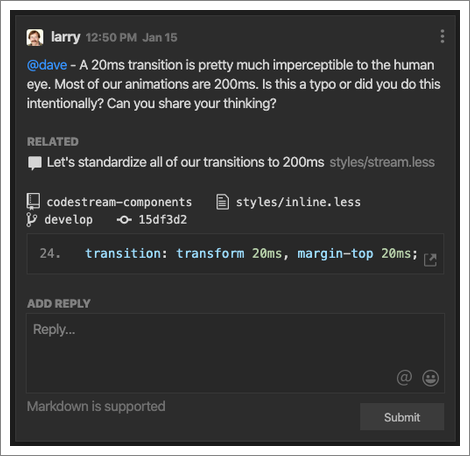 larry 12:50 PM Jan 15
@dave - A 20ms transition is pretty much imperceptible to the human
eye. Most of our animations are 200ms. Is this a typo or did you do this
intentionally? Can you share your thinking?
RELATED
Let's standardize all of our transitions to 200ms styles/stream.less
codestream-components styles/inline.less
develop 15df3d2
24. transition: transform 20ms, margin-top 20ms;
ADD REPLY
Reply...
@
Markdown is supported
Submit